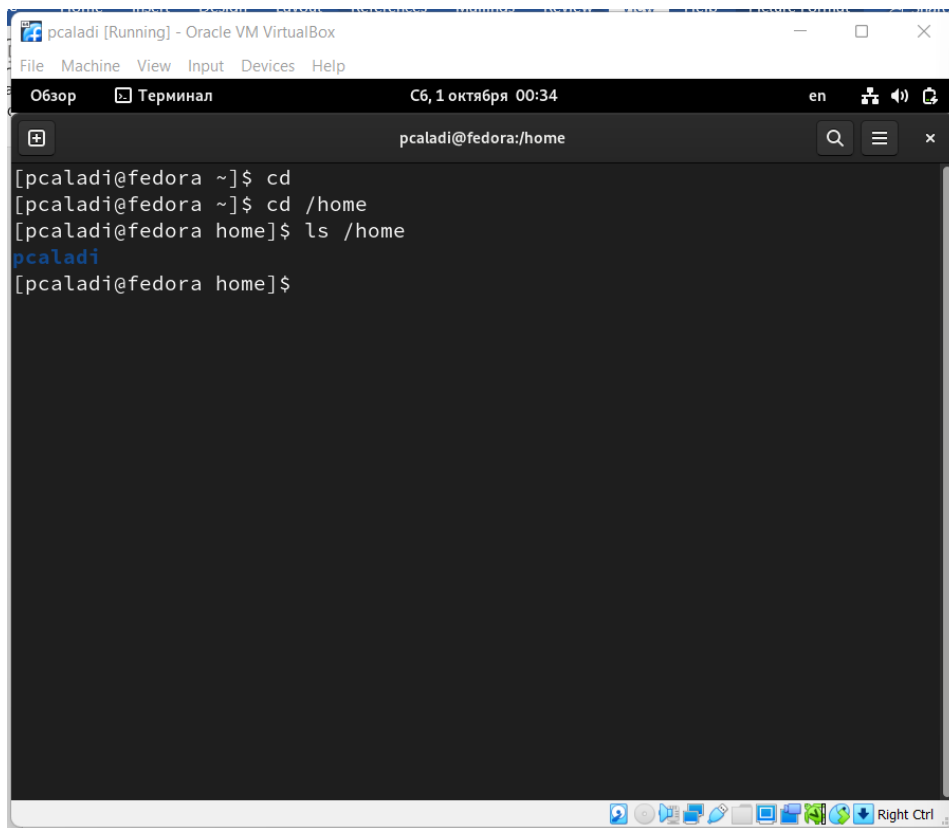 pcaladi [Running] - Oracle VM VirtualBox
File Machine View Input Devices Help
Обзор Терминал Сб, 1 октября 00:34 en
pcaladi@fedora:/home
[pcaladi@fedora ~]$ cd
[pcaladi@fedora ~]$ cd /home
[pcaladi@fedora home]$ ls /home
pcaladi
[pcaladi@fedora home]$
Right Ctrl